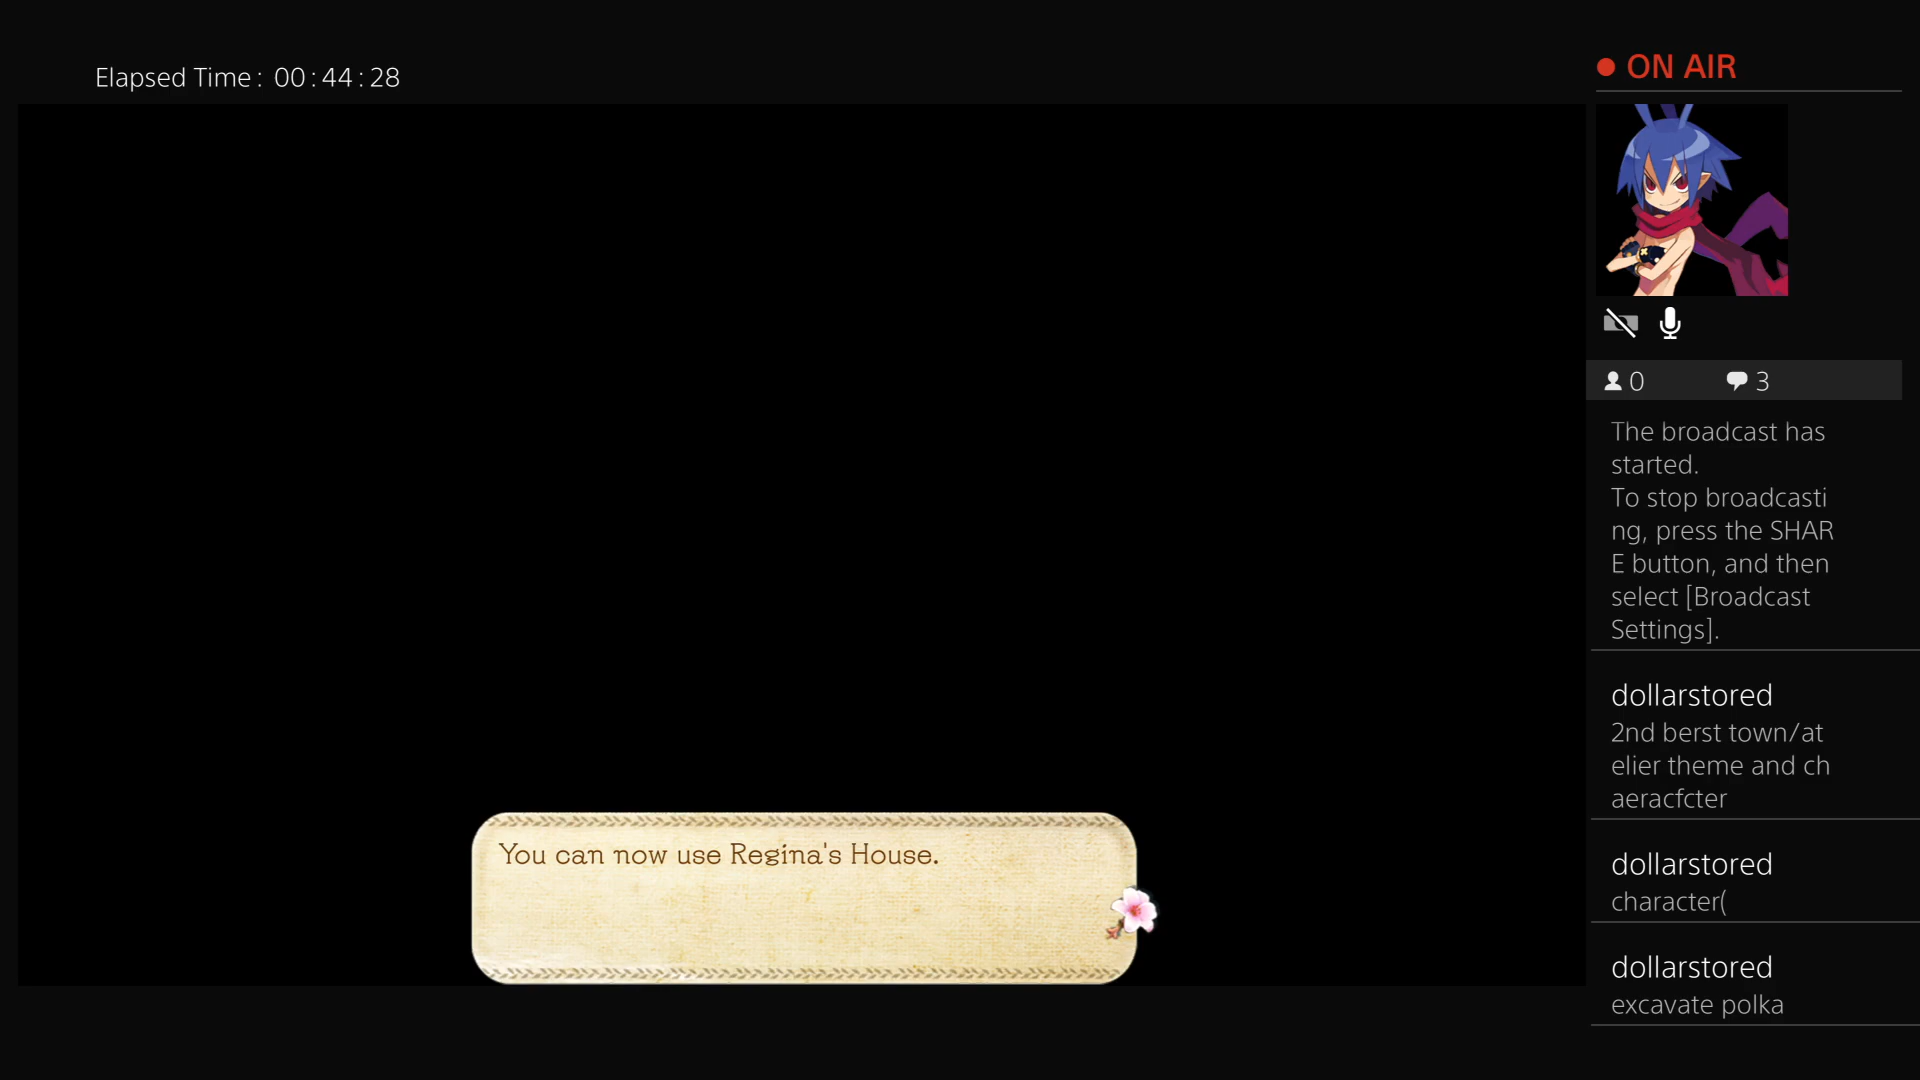 Elapsed Time: 00:44:28
ON AIR
0
3
The broadcast has
started.
To stop broadcasti
ng, press the SHAR
E button, and then
select [Broadcast
Settings].
dollarstored
2nd berst town/at
elier theme and ch
aeracfcter
dollarstored
character(
dollarstored
excavate polka
You can now use Regina's House.